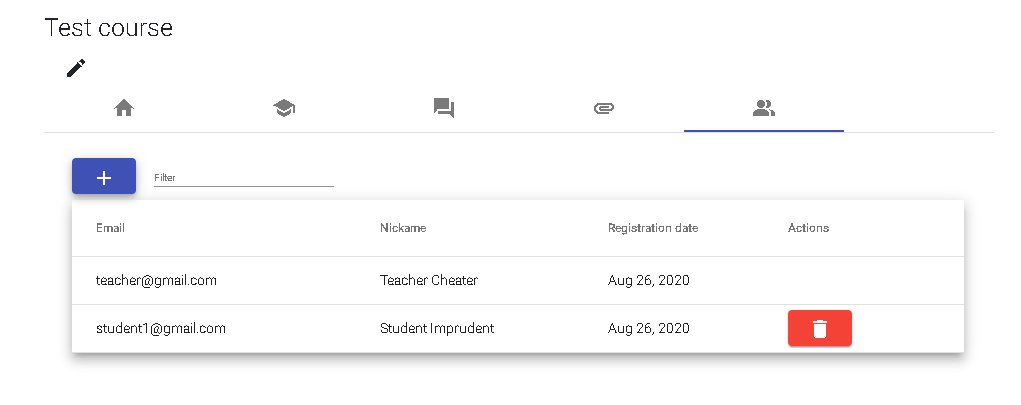 Test course
Filter
Email Nickame Registration date Actions
teacher@gmail.com Teacher Cheater Aug 26, 2020
student1@gmail.com Student Imprudent Aug 26, 2020